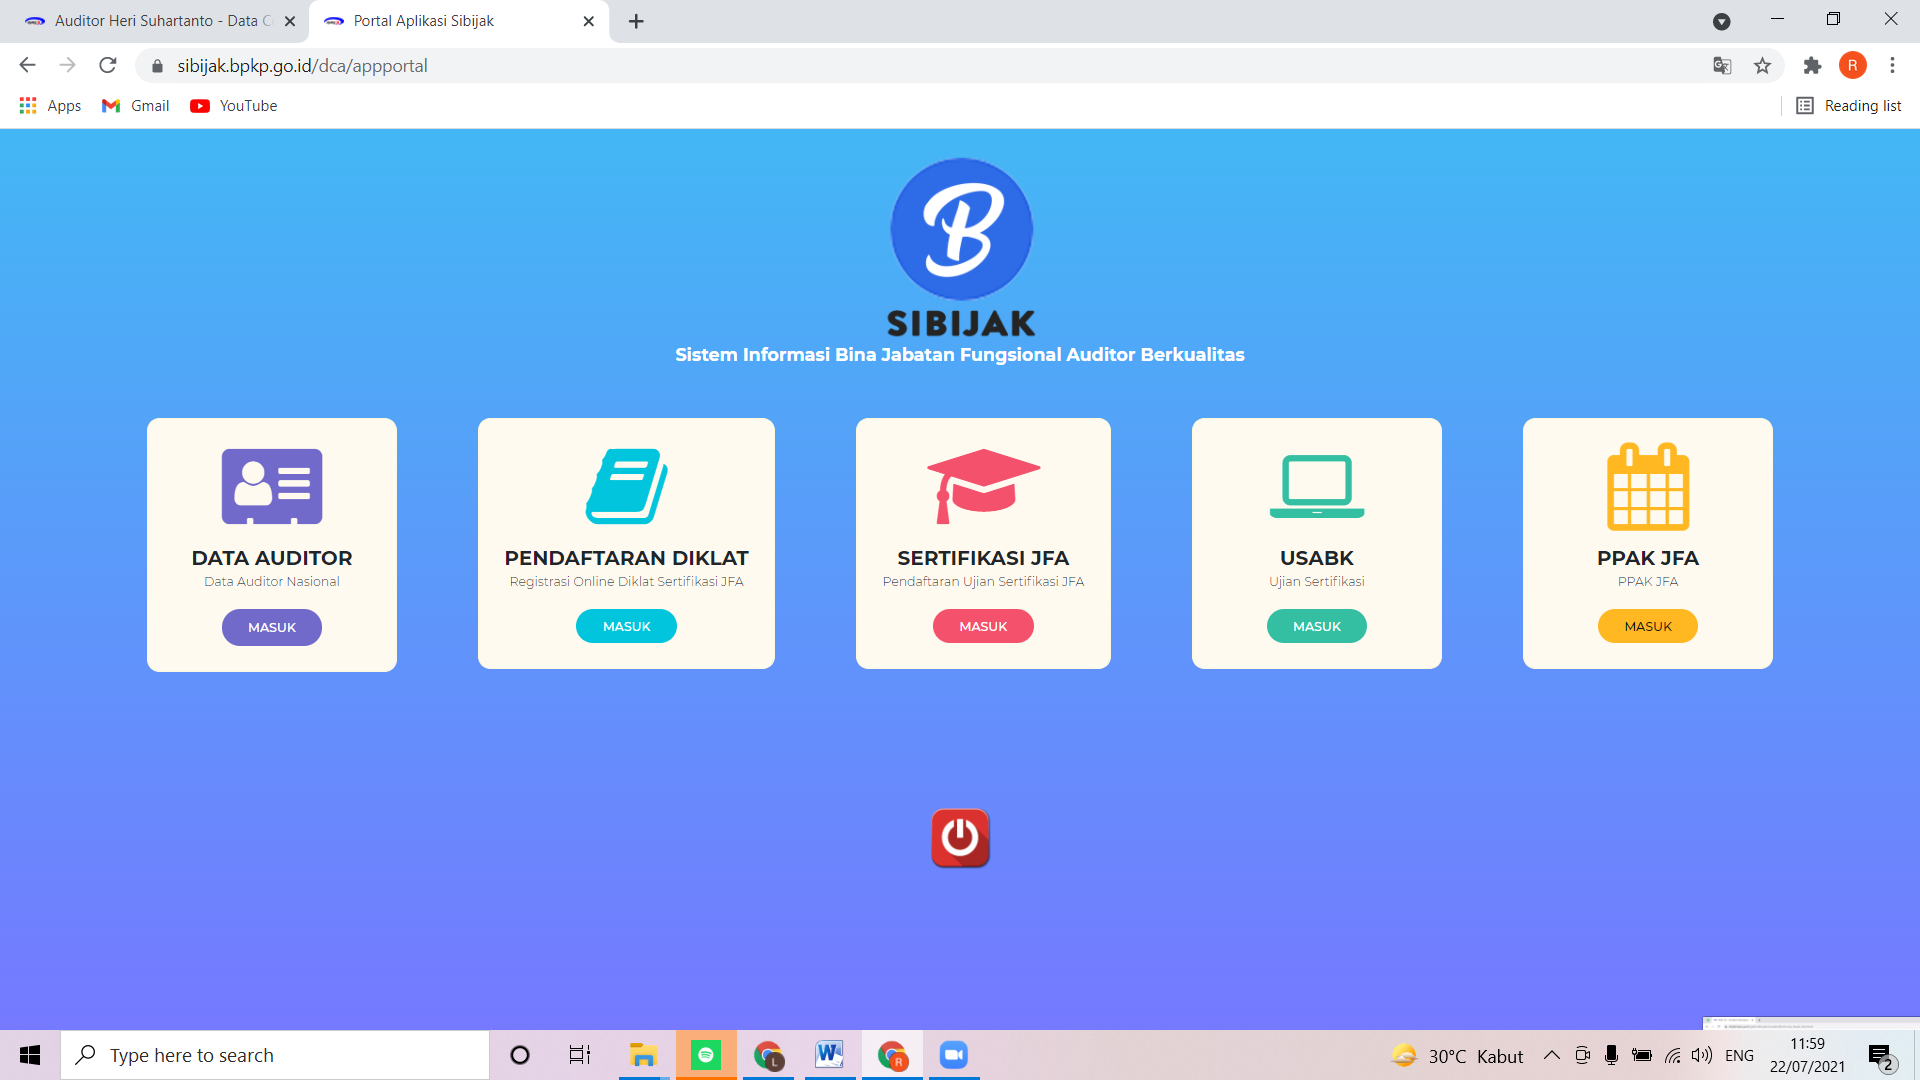 Auditor Heri Suhartanto - Data C
Portal Aplikasi Sibijak
sibijak.bpkp.go.id/dca/appportal
R
Apps
Gmail
YouTube
Reading list
B
SIBIJAK
Sistem Informasi Bina Jabatan Fungsional Auditor Berkualitas
DATA AUDITOR
Data Auditor Nasional
MASUK
PENDAFTARAN DIKLAT
Registrasi Online Diklat Sertifikasi JFA
MASUK
SERTIFIKASI JFA
Pendaftaran Ujian Sertifikasi JFA
MASUK
USABK
Ujian Sertifikasi
MASUK
PPAK JFA
PPAK JFA
MASUK
Type here to search
L
W
R
30°C Kabut
ENG
11:59
22/07/2021
2